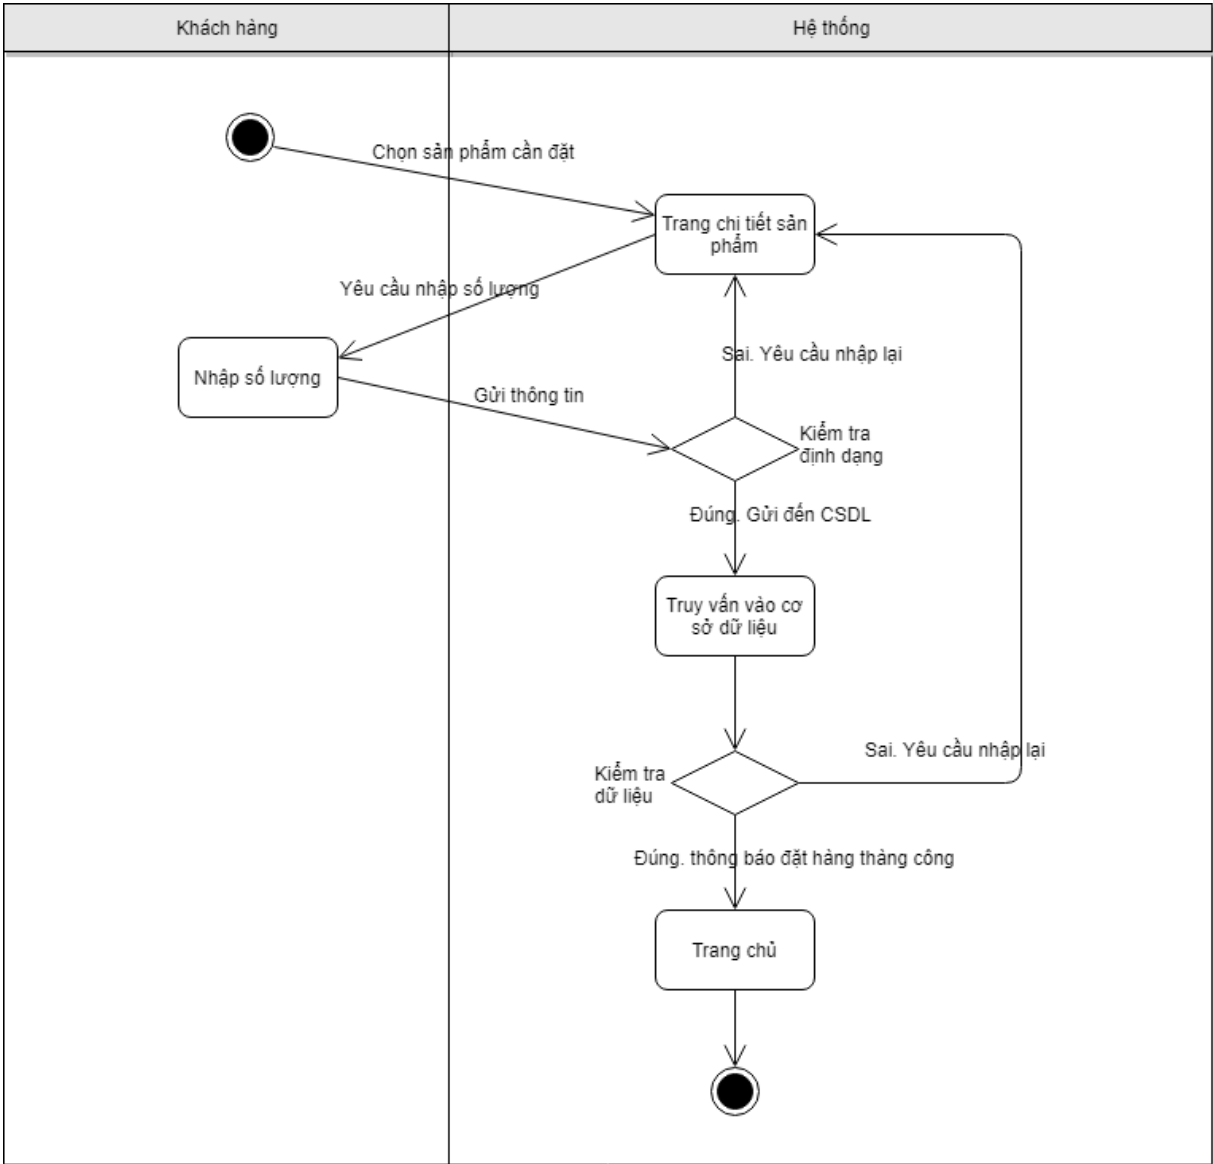 Khách hàng
Hệ thống
Chọn sản phẩm cần đặt
Trang chi tiết sản
phẩm
Yêu cầu nhập số lượng
Sai. Yêu cầu nhập lại
Nhập số lượng
Gửi thông tin
Kiểm tra
định dạng
Đúng. Gửi đến CSDL
Truy vấn vào cơ
sở dữ liệu
Sai. Yêu cầu nhập lại
Kiểm tra
dữ liệu
Đúng. thông báo đặt hàng thàng công
Trang chủ